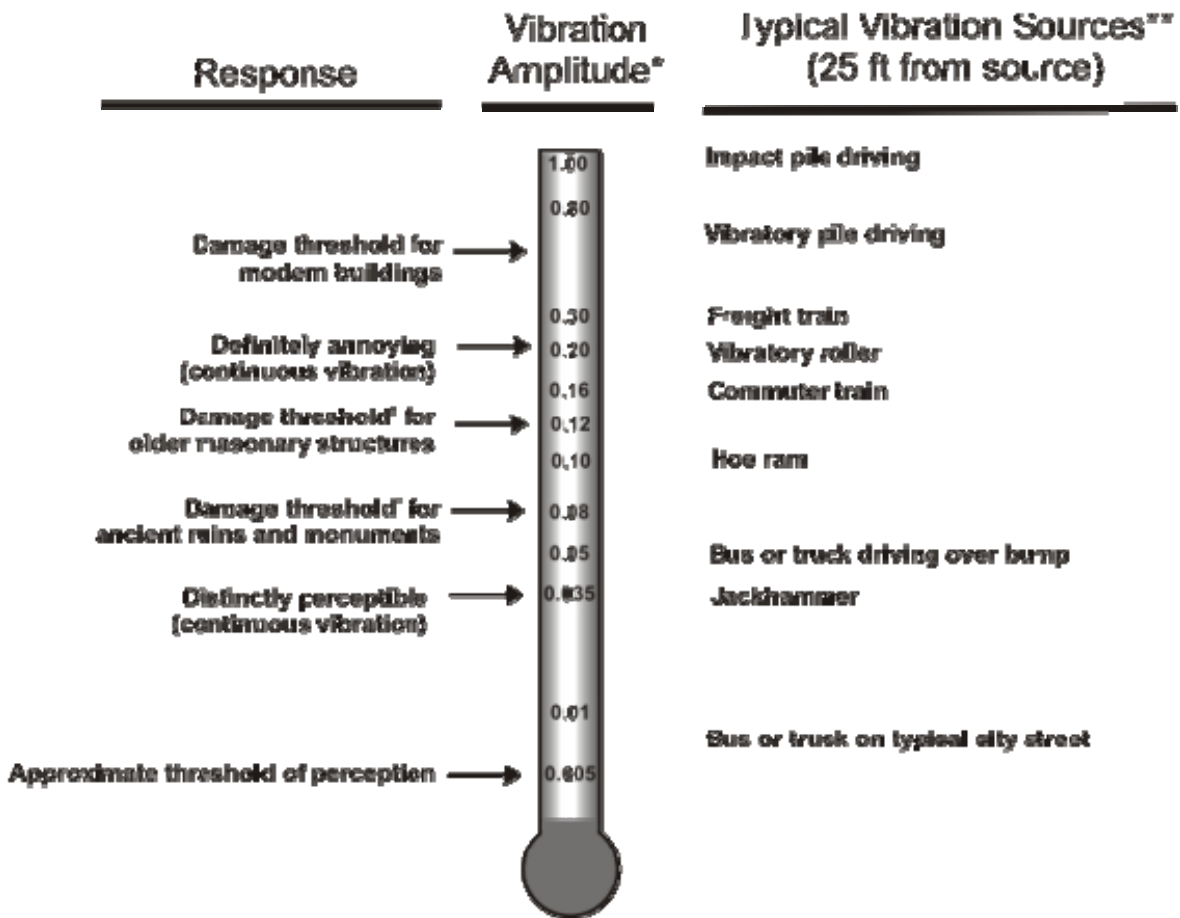 Response
Vibration
Amplitude*
Typical Vibration Sources**
(25 ft from source)
1.00
Impact pile driving
0.80
Damage threshold for
modern buildings
Vibratory pile driving
0.30
Freight train
Definitely annoying
(continuous vibration)
0.20
Vibratory roller
0.16
Commuter train
Damage threshold* for
older masonary structures
0.12
0.10
Hoe ram
Damage threshold* for
ancient ruins and monuments
0.08
0.05
Bus or truck driving over bump
Distinctly perceptible
(continuous vibration)
0.035
Jackhammer
0.01
Bus or truck on typical city street
Approximate threshold of perception
0.005